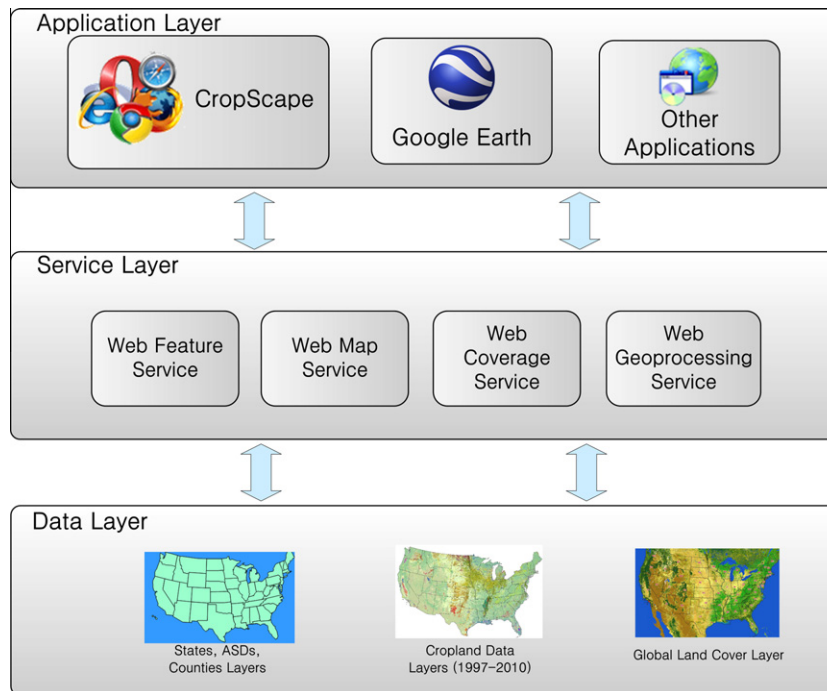 Application Layer
CropScape
Google Earth
Other
Applications
Service Layer
Web Feature
Service
Web Map
Service
Web
Coverage
Service
Web
Geoprocessing
Service
Data Layer
States, ASDs,
Counties Layers
Cropland Data
Layers (1997-2010)
Global Land Cover Layer